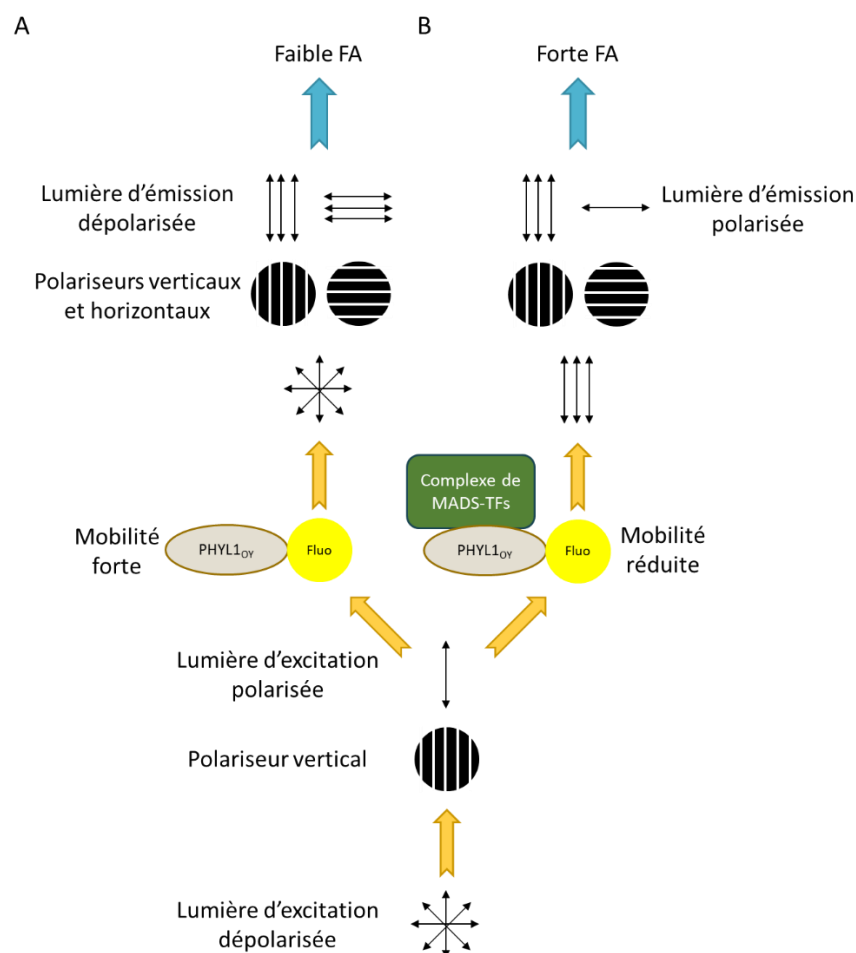 A
B
Faible FA
Forte FA
Lumière d'émission
dépolarisée
Lumière d'émission
polarisée
Polariseurs verticaux
et horizontaux
Complexe de
MADS-TFs
Mobilité
forte
PHYL1OY
Fluo
PHYL1OY
Fluo
Mobilité
réduite
Lumière d'excitation
polarisée
Polariseur vertical
Lumière d'excitation
dépolarisée